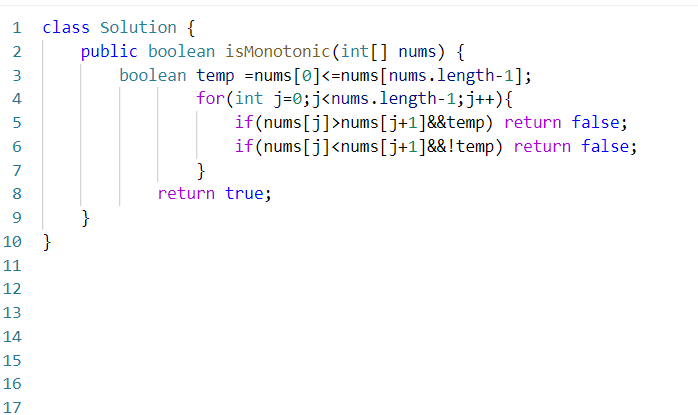 1 class Solution {
2 public boolean isMonotonic(int[] nums) {
3 boolean temp =nums[0]<=nums[nums.length-1];
4 for(int j=0;j<nums.length-1;j++){
5 if(nums[j]>nums[j+1]&&temp) return false;
6 if(nums[j]<nums[j+1]&&!temp) return false;
7 }
8 return true;
9 }
10 }
11
12
13
14
15
16
17